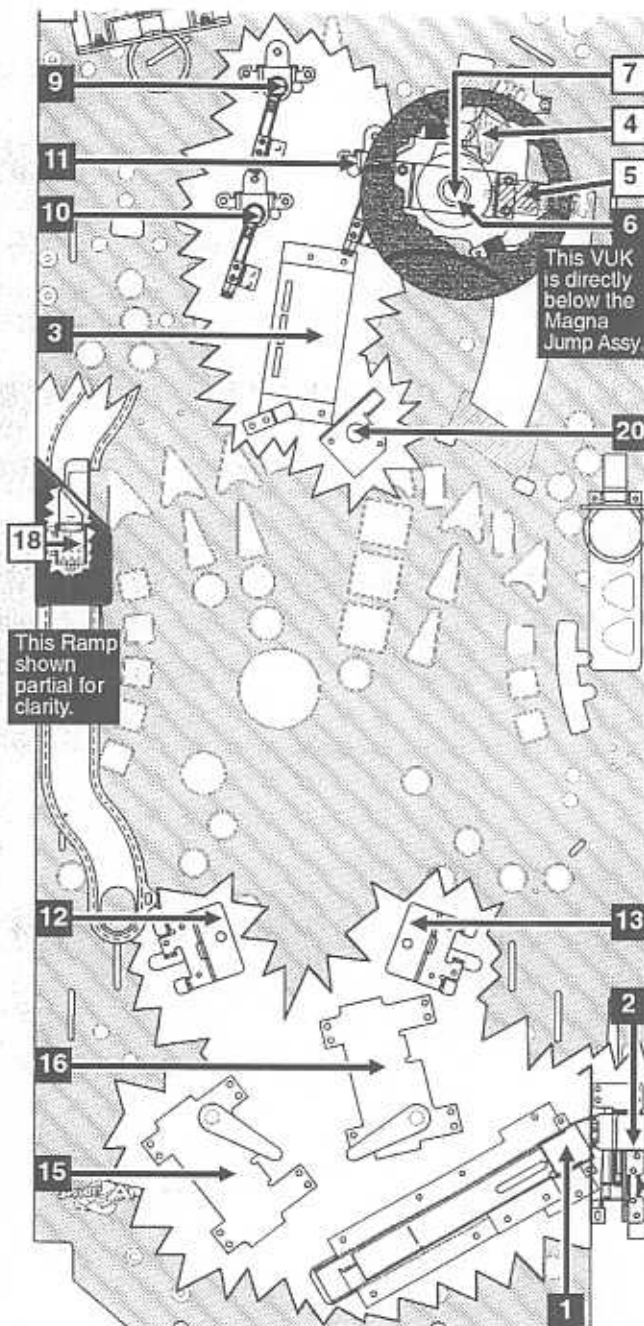 9
7
4
11
5
10
6
This VUK
is directly
below the
Magna
Jump Assy.
3
20
18
This Ramp
shown
partial for
clarity.
12
13
2
16
15
1